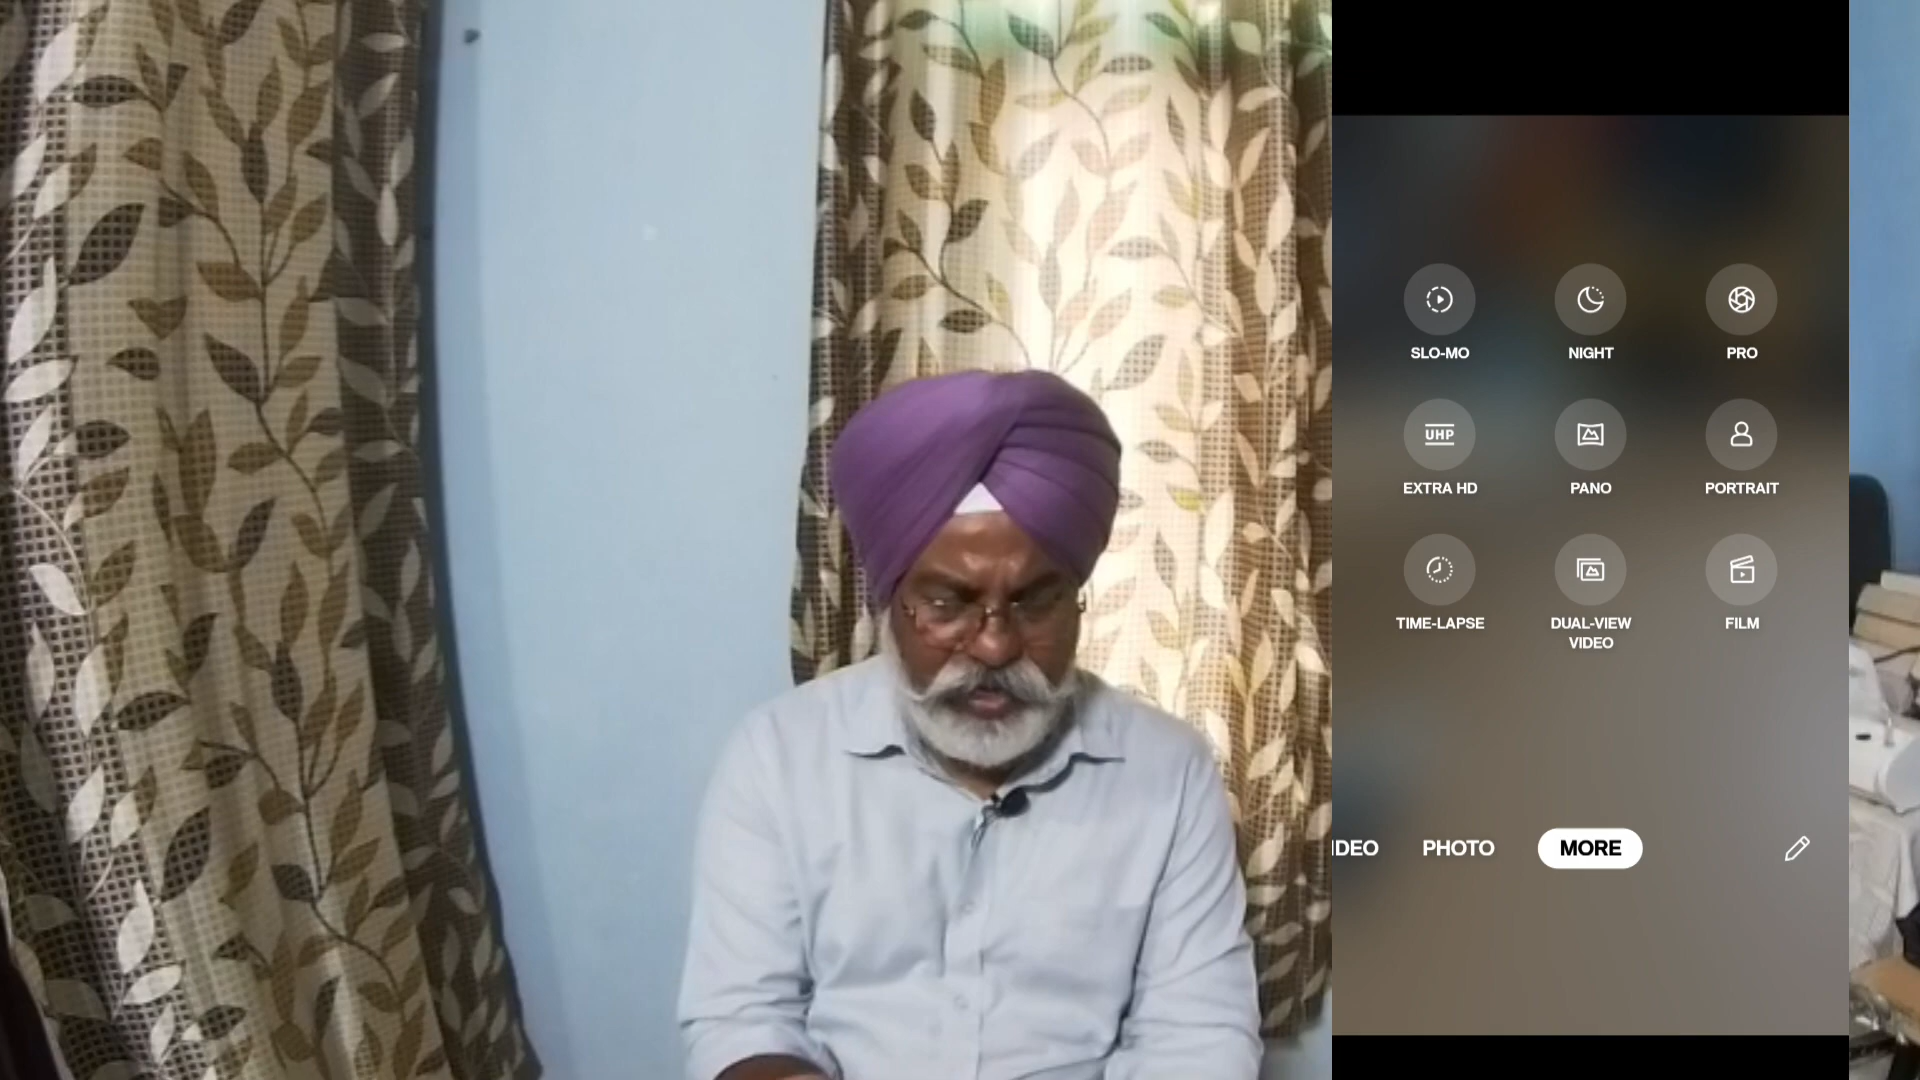 SLO-MO
NIGHT
PRO
UHP
EXTRA HD
PANO
PORTRAIT
TIME-LAPSE
DUAL-VIEW
VIDEO
FILM
IDEO
PHOTO
MORE